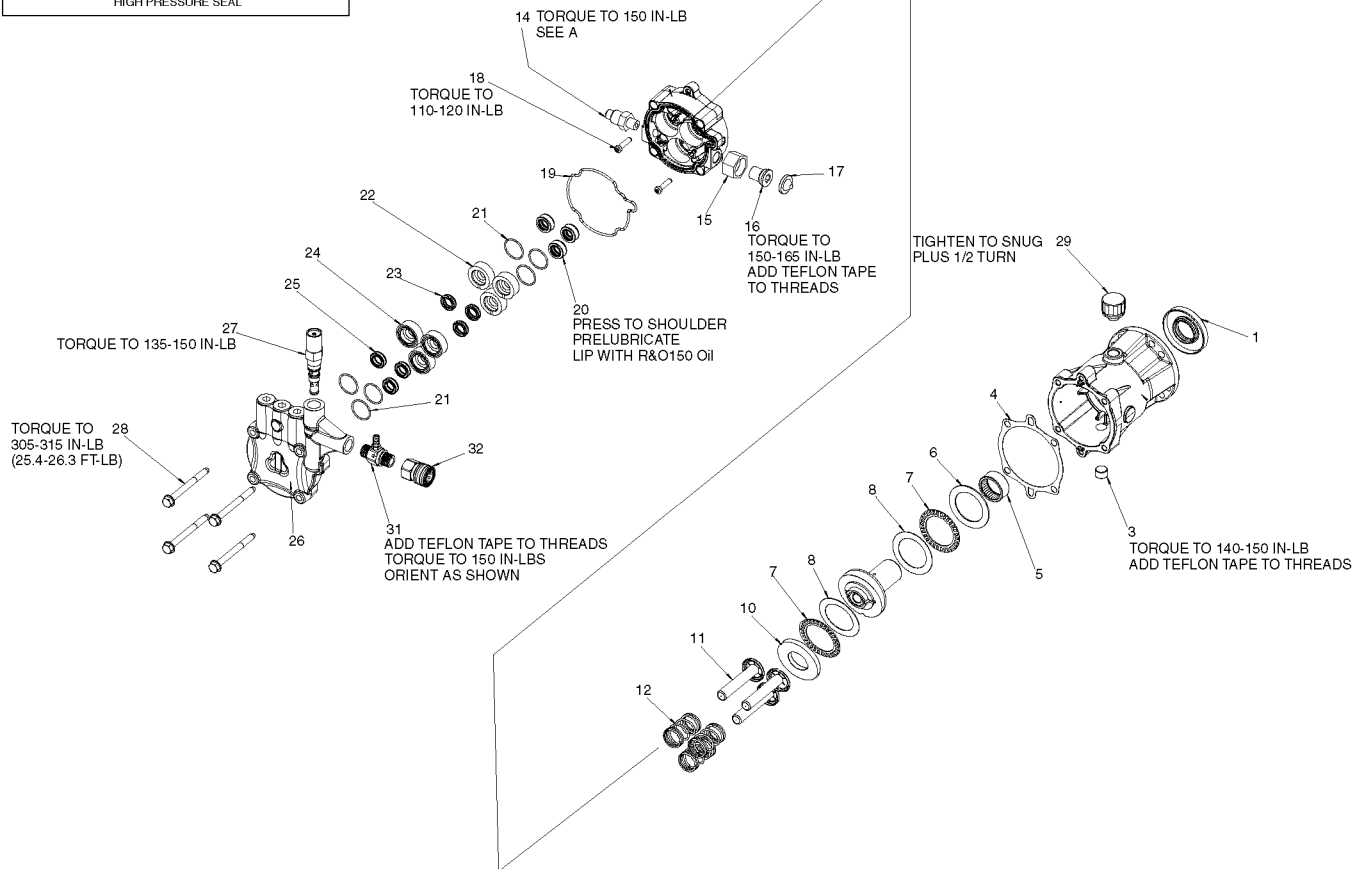 HIGH PRESSURE SEAL
14 TORQUE TO 150 IN-LB
SEE A
18
TORQUE TO
110-120 IN-LB
19
22
21
17
15
16
TORQUE TO
150-165 IN-LB
ADD TEFLON TAPE
TO THREADS
TIGHTEN TO SNUG 29
PLUS 1/2 TURN
24
23
25
20
PRESS TO SHOULDER
PRELUBRICATE
LIP WITH R&O150 Oil
27
TORQUE TO 135-150 IN-LB
1
21
4
TORQUE TO 28
305-315 IN-LB
(25.4-26.3 FT-LB)
32
6
7
8
26
31
ADD TEFLON TAPE TO THREADS
TORQUE TO 150 IN-LBS
ORIENT AS SHOWN
3
TORQUE TO 140-150 IN-LB
ADD TEFLON TAPE TO THREADS
5
8
7
10
11
12